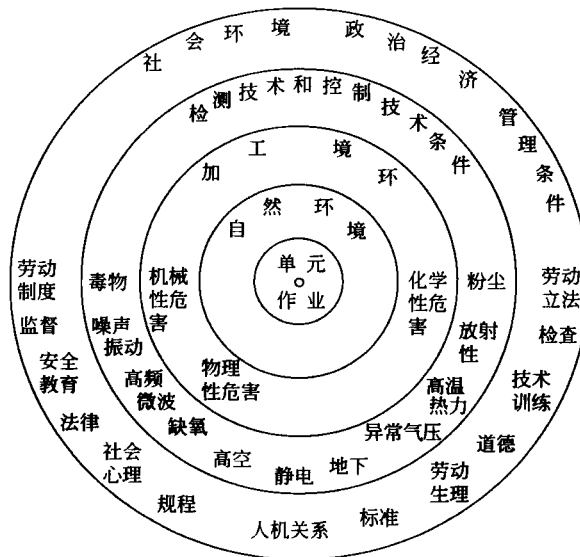 社会环境 政治经济 管理条件
检测技术和控制技术条件
加工环境
自然环境
单元
作业
劳动
制度
监督
安全
教育
法律
社会
心理
规程
人机关系
标准
劳动
生理
道德
技术
训练
检查
劳动
立法
毒物
噪声
振动
高频
微波
缺氧
高空
静电
地下
异常气压
高温
热力
放射
性
粉尘
机械
性危
害
物理
性危害
化学
性危
害